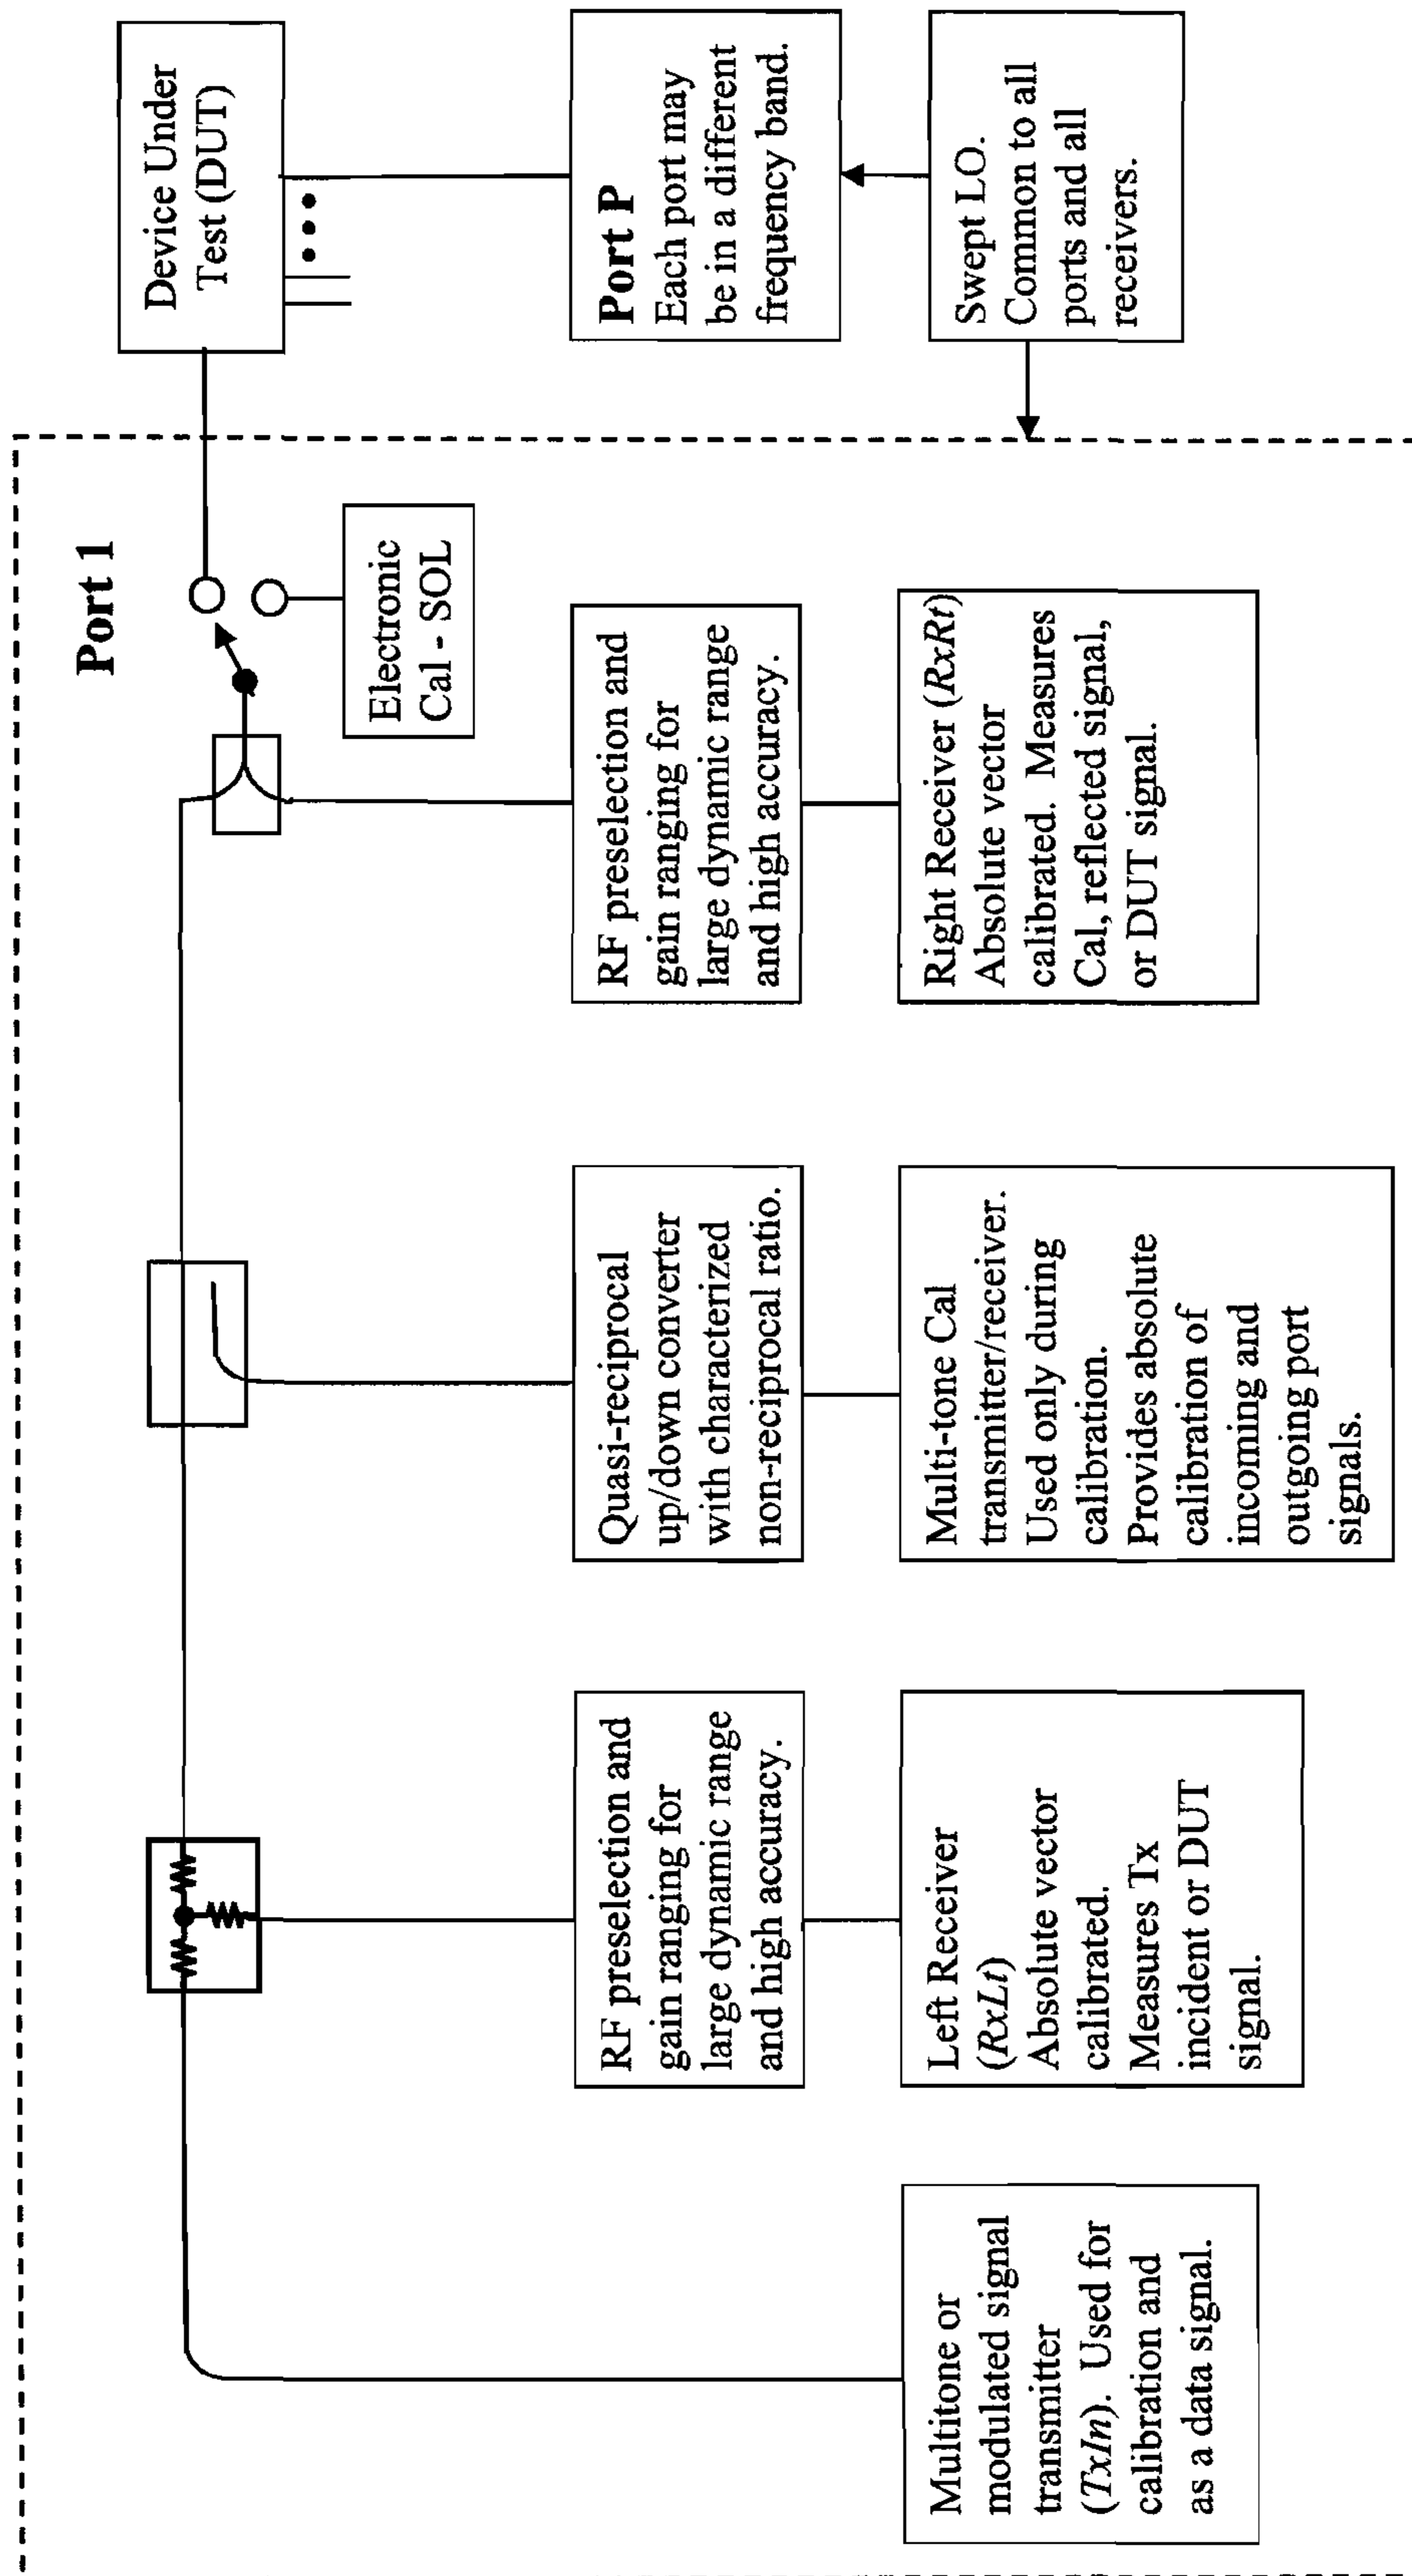 Port 1
Multitone or
modulated signal
transmitter
(TxIn). Used for
calibration and
as a data signal.
RF preselection and
gain ranging for
large dynamic range
and high accuracy.
Left Receiver
(RxLt)
Absolute vector
calibrated.
Measures Tx
incident or DUT
signal.
Quasi-reciprocal
up/down converter
with characterized
non-reciprocal ratio.
Multi-tone Cal
transmitter/receiver.
Used only during
calibration.
Provides absolute
calibration of
incoming and
outgoing port
signals.
Electronic
Cal - SOL
RF preselection and
gain ranging for
large dynamic range
and high accuracy.
Right Receiver (RxRt)
Absolute vector
calibrated. Measures
Cal, reflected signal,
or DUT signal.
Device Under
Test (DUT)
Port P
Each port may
be in a different
frequency band.
Swept LO.
Common to all
ports and all
receivers.